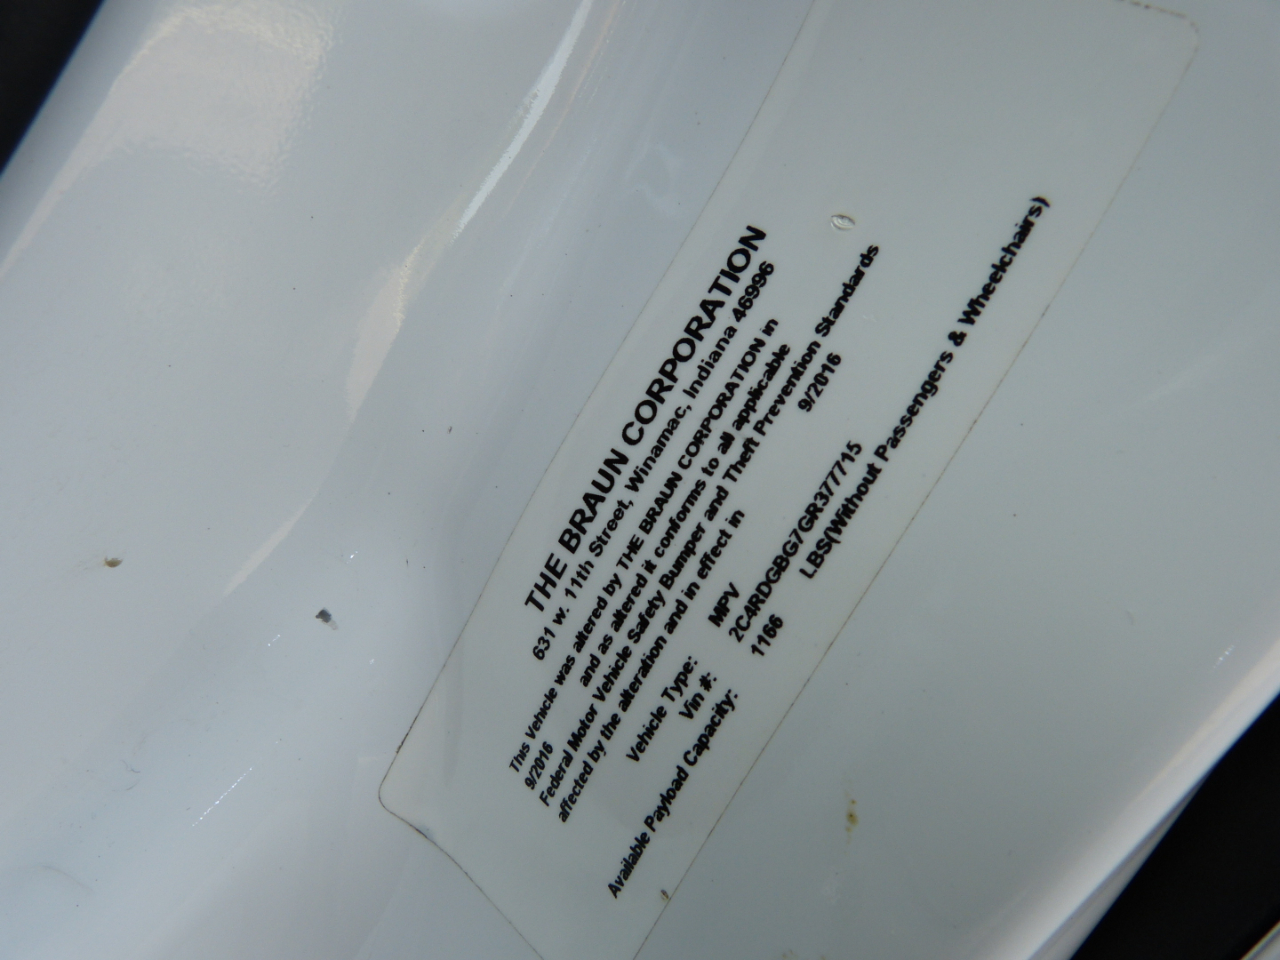 THE BRAUN CORPORATION
631 w. 11th Street, Winamac, Indiana 46996
This Vehicle was altered by THE BRAUN CORPORATION in
9/2016 and as altered it conforms to all applicable
Federal Motor Vehicle Safety Bumper and Theft Prevention Standards
affected by the alteration and in effect in 9/2016
Vehicle Type: MPV
Vin #: 2C4RDGBG7GR377715
Available Payload Capacity: 1166 LBS(Without Passengers & Wheelchairs)